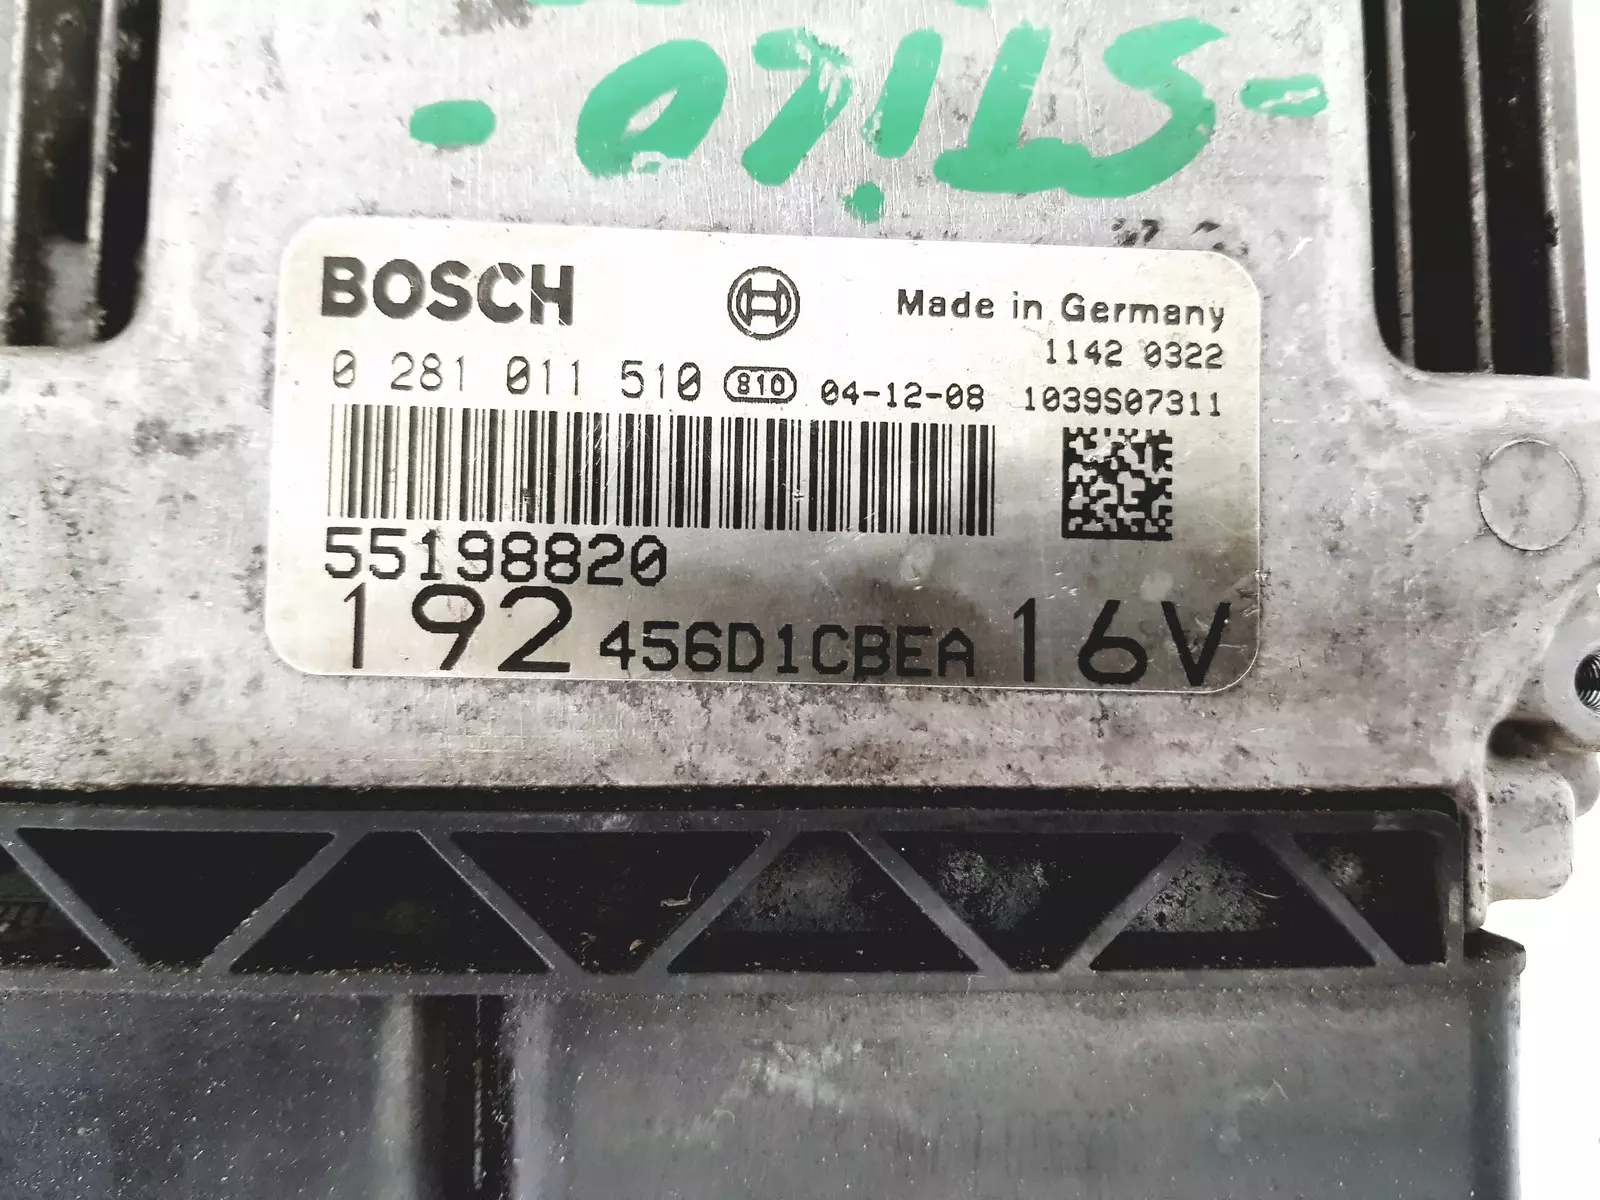 - STiLO -
BOSCH
Made in Germany
1142 0322
0 281 011 510 810 04-12-08 1039S07311
55198820
192 456D1CBEA 16V